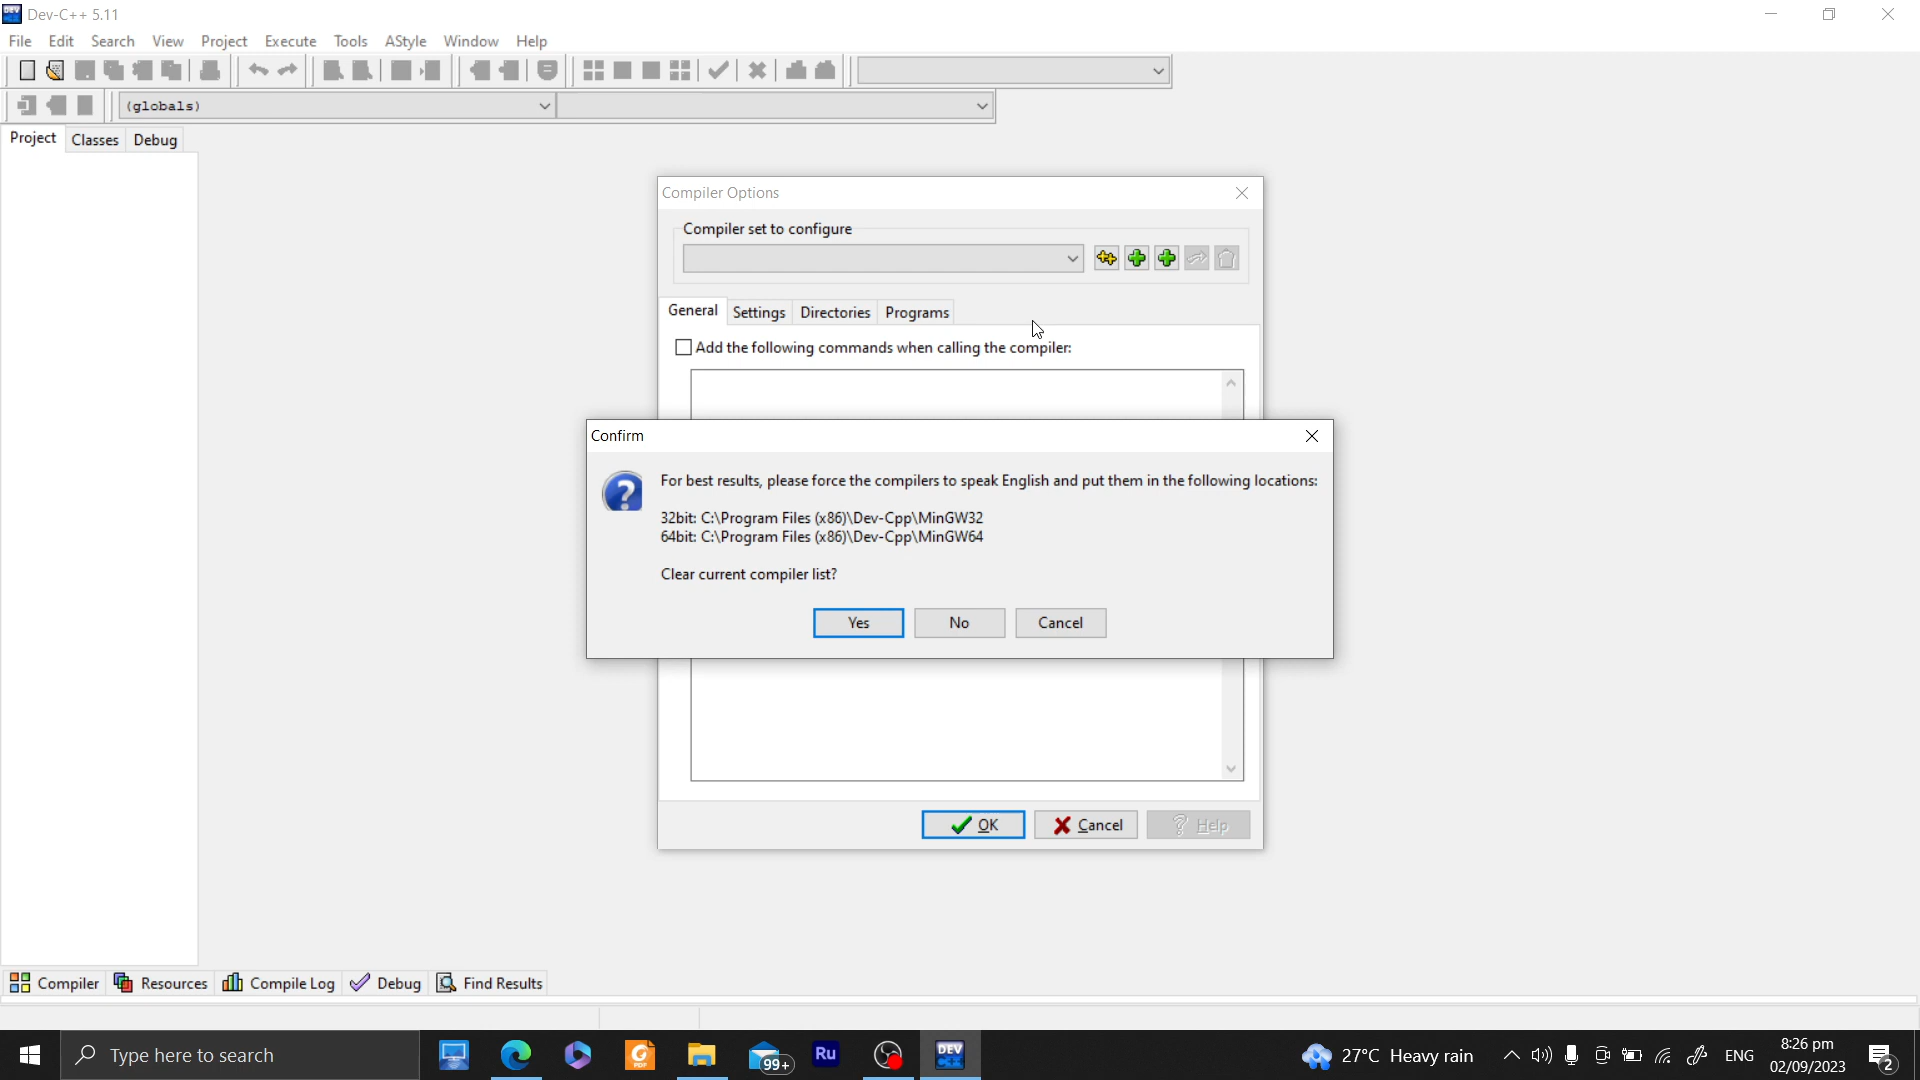 Dev-C++ 5.11
File Edit Search View Project Execute Tools AStyle Window Help
(globals)
Project Classes Debug
Compiler Options
Compiler set to configure
General Settings Directories Programs
Add the following commands when calling the compiler:
Confirm
For best results, please force the compilers to speak English and put them in the following locations:
32bit: C:\Program Files (x86)\Dev-Cpp\MinGW32
64bit: C:\Program Files (x86)\Dev-Cpp\MinGW64
Clear current compiler list?
Yes No Cancel
OK Cancel Help
Compiler Resources Compile Log Debug Find Results
Type here to search
99+
Ru
DEV
27°C Heavy rain
ENG
8:26 pm
02/09/2023
2